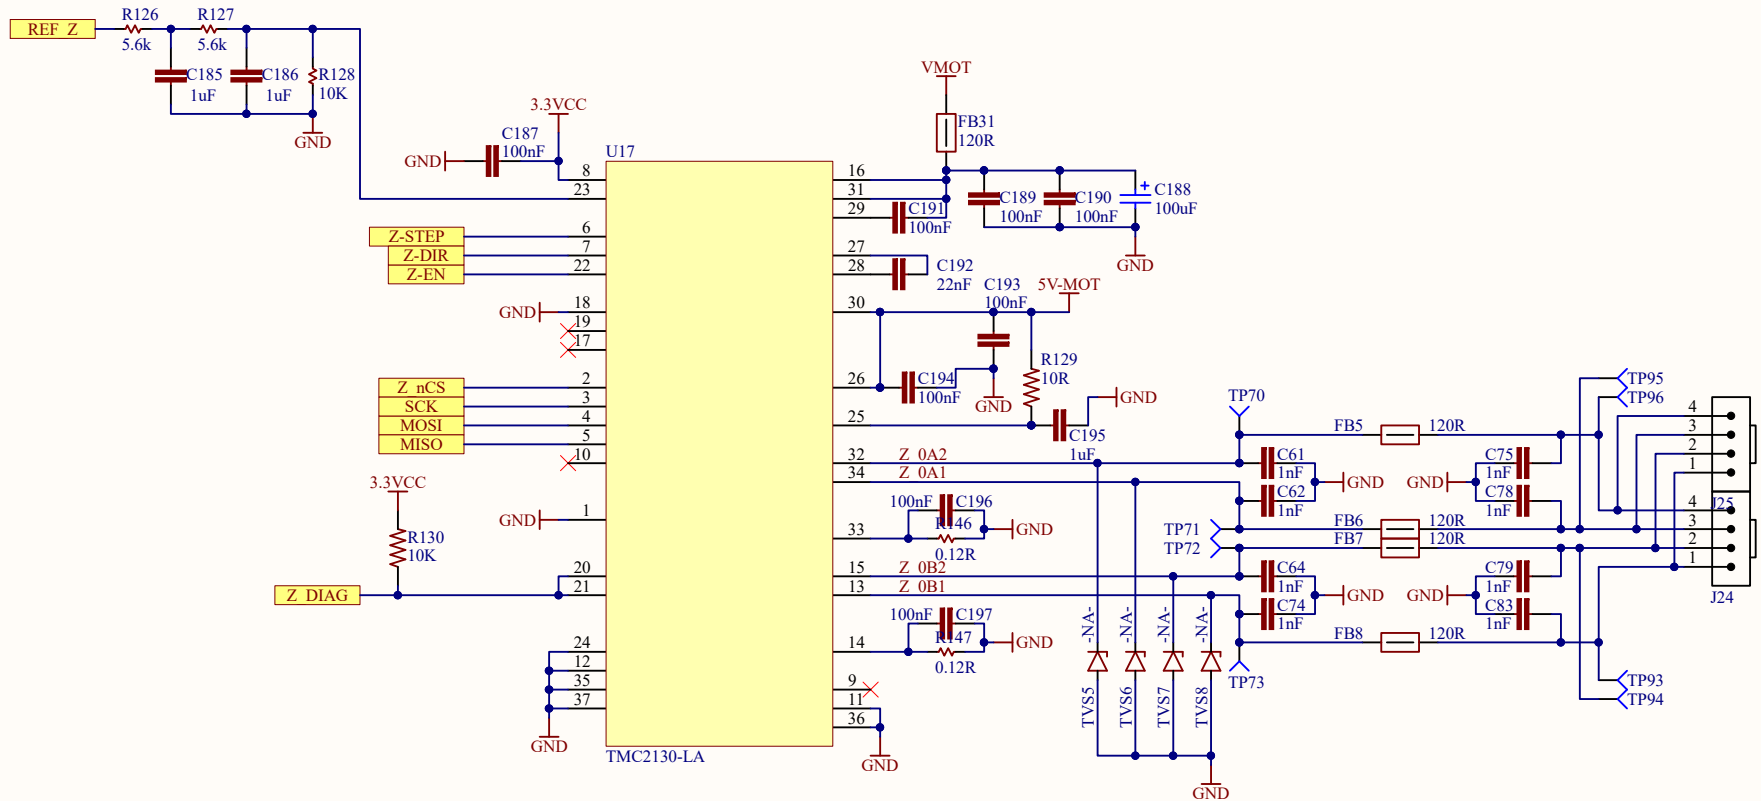 REF_Z
R126
5.6k
R127
5.6k
C185
1uF
C186
1uF
R128
10K
GND
3.3VCC
C187
100nF
GND
U17
8
23
Z-STEP
6
Z-DIR
7
Z-EN
22
GND
18
19
17
Z_nCS
2
SCK
3
MOSI
4
MISO
5
10
3.3VCC
R130
10K
GND
1
Z_DIAG
20
21
24
12
35
37
GND
TMC2130-LA
VMOT
FB31
120R
16
31
29
C191
100nF
C189
100nF
C190
100nF
+
C188
100uF
GND
27
28
C192
22nF
C193
100nF
5V-MOT
30
26
C194
100nF
GND
R129
10R
25
C195
1uF
GND
32
Z_0A2
34
Z_0A1
33
100nF
C196
R146
0.12R
GND
15
Z_0B2
13
Z_0B1
14
100nF
C197
R147
0.12R
GND
9
11
36
GND
-NA-
-NA-
-NA-
-NA-
TVS5
TVS6
TVS7
TVS8
GND
TP70
TP71
TP72
TP73
C61
1nF
C62
1nF
GND
C64
1nF
C74
1nF
GND
FB5
120R
FB6
120R
FB7
120R
FB8
120R
GND
C75
1nF
C78
1nF
GND
C79
1nF
C83
1nF
TP95
TP96
TP93
TP94
4
3
2
1
J25
4
3
2
1
J24